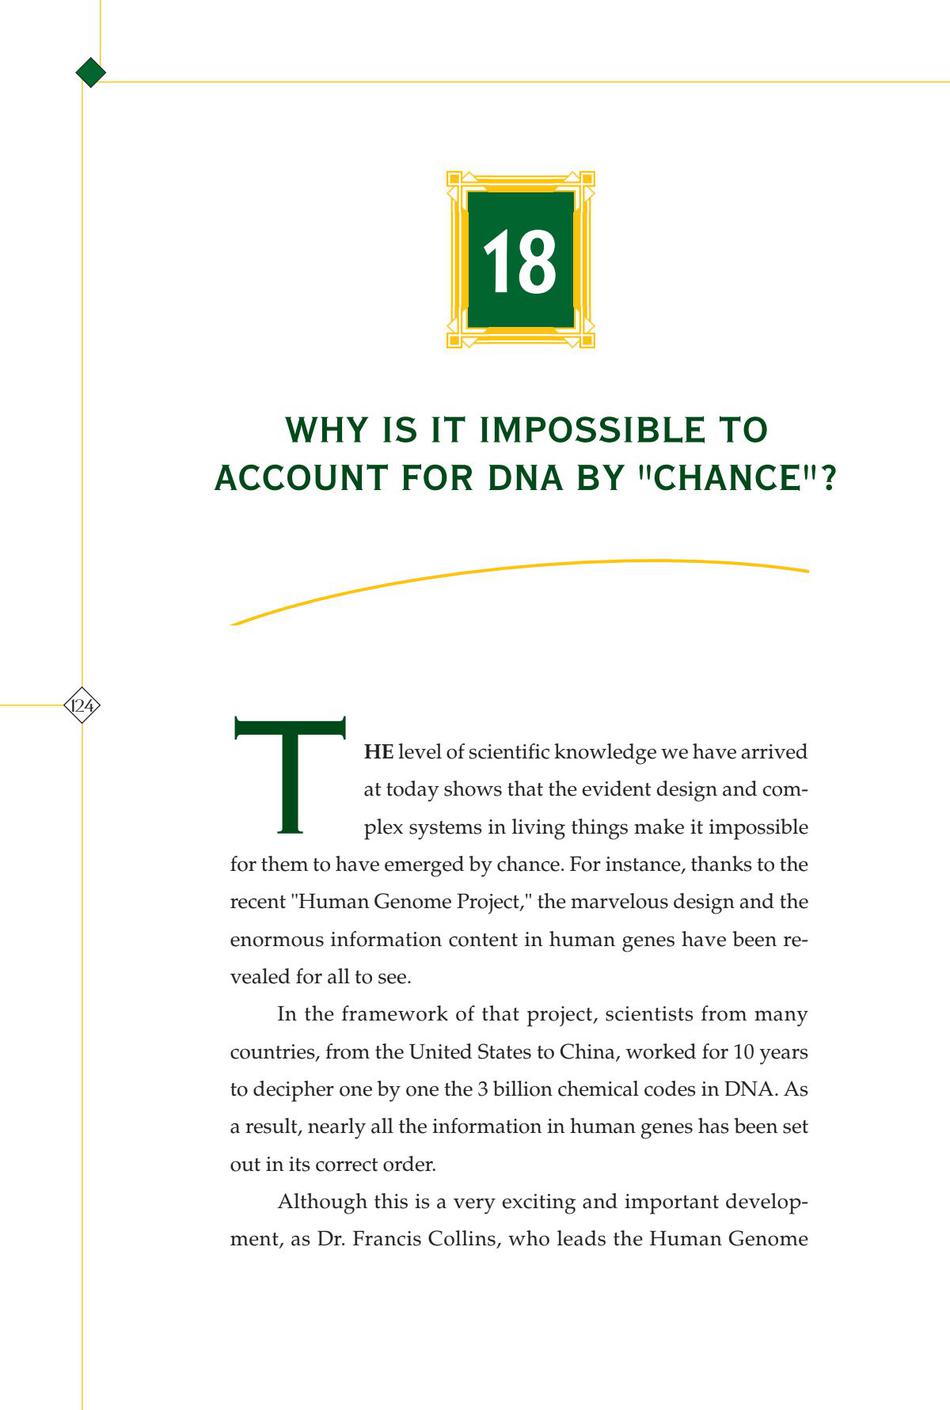 18
WHY IS IT IMPOSSIBLE TO
ACCOUNT FOR DNA BY "CHANCE"?
124
THE level of scientific knowledge we have arrived
at today shows that the evident design and com-
plex systems in living things make it impossible
for them to have emerged by chance. For instance, thanks to the
recent "Human Genome Project," the marvelous design and the
enormous information content in human genes have been re-
vealed for all to see.
In the framework of that project, scientists from many
countries, from the United States to China, worked for 10 years
to decipher one by one the 3 billion chemical codes in DNA. As
a result, nearly all the information in human genes has been set
out in its correct order.
Although this is a very exciting and important develop-
ment, as Dr. Francis Collins, who leads the Human Genome